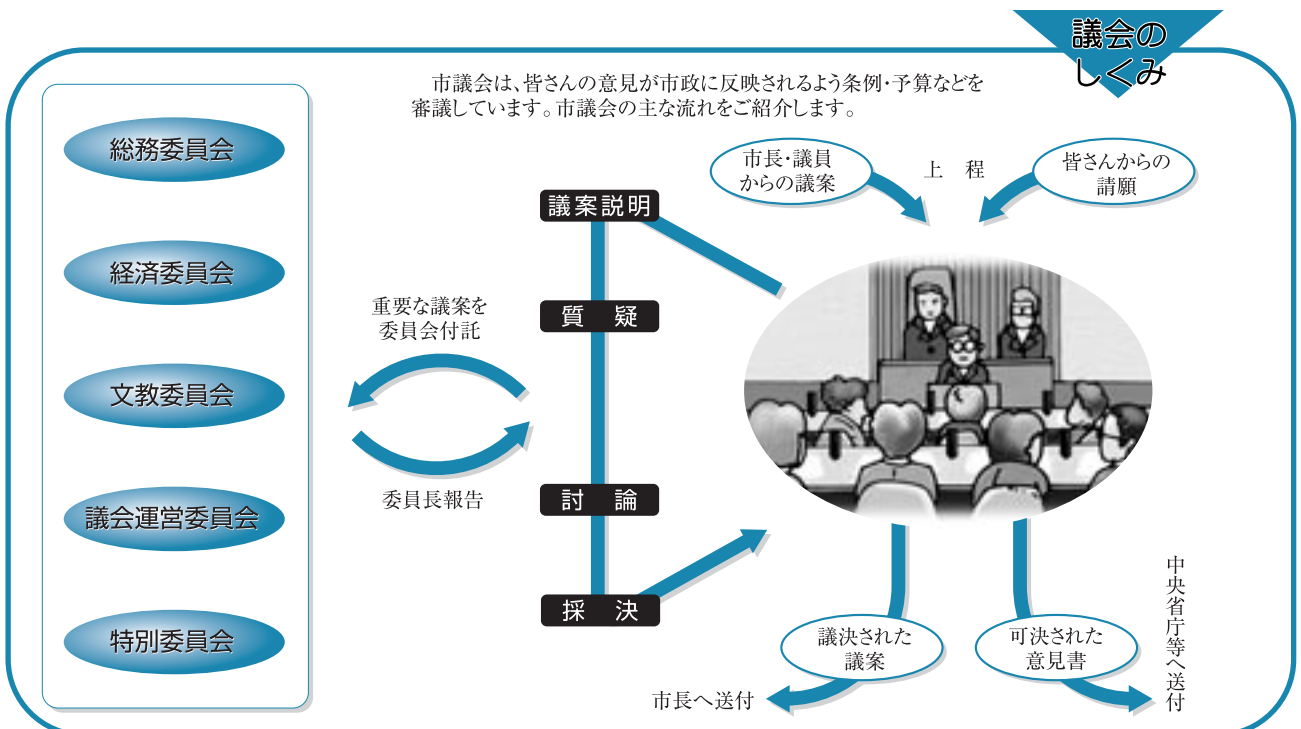 議会の
しくみ
市議会は、皆さんの意見が市政に反映されるよう条例・予算などを
審議しています。市議会の主な流れをご紹介します。
総務委員会
経済委員会
文教委員会
議会運営委員会
特別委員会
重要な議案を
委員会付託
委員長報告
議案説明
質　疑
討　論
採　決
市長・議員
からの議案
上　程
皆さんからの
請願
議決された
議案
市長へ送付
可決された
意見書
中央省庁等へ送付